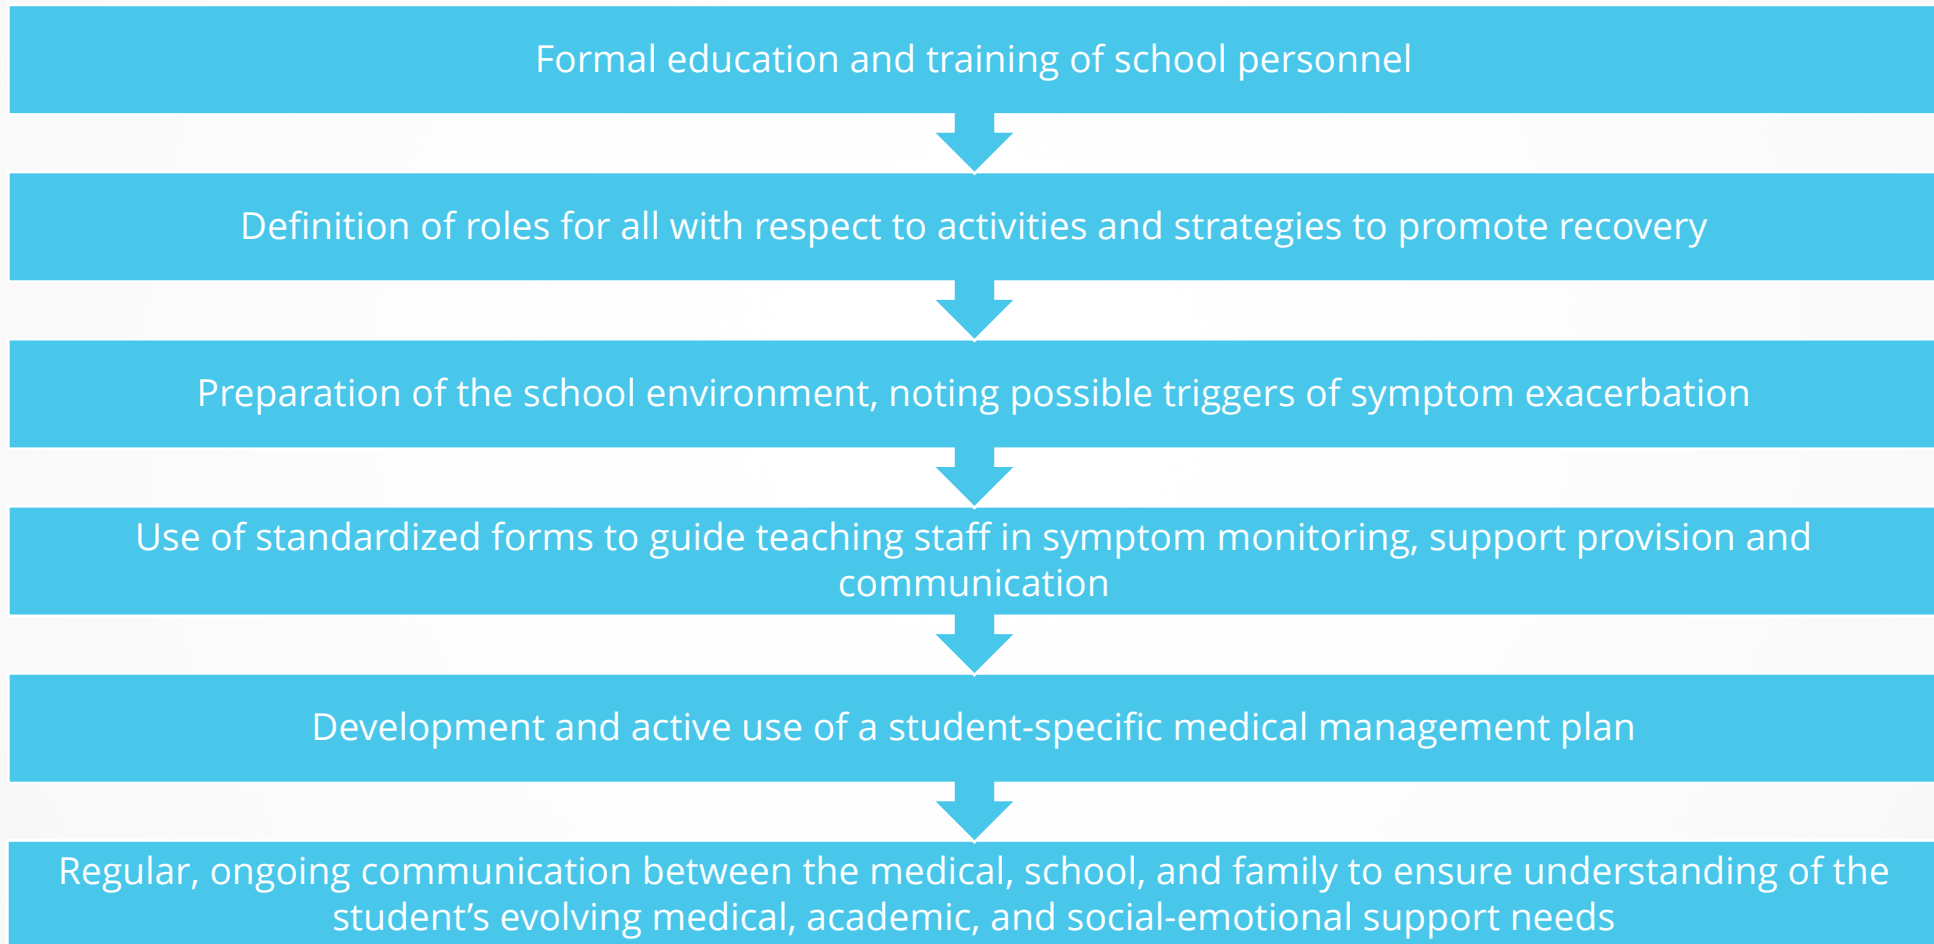 Formal education and training of school personnel
Definition of roles for all with respect to activities and strategies to promote recovery
Preparation of the school environment, noting possible triggers of symptom exacerbation
Use of standardized forms to guide teaching staff in symptom monitoring, support provision and
communication
Development and active use of a student-specific medical management plan
Regular, ongoing communication between the medical, school, and family to ensure understanding of the
student’s evolving medical, academic, and social-emotional support needs